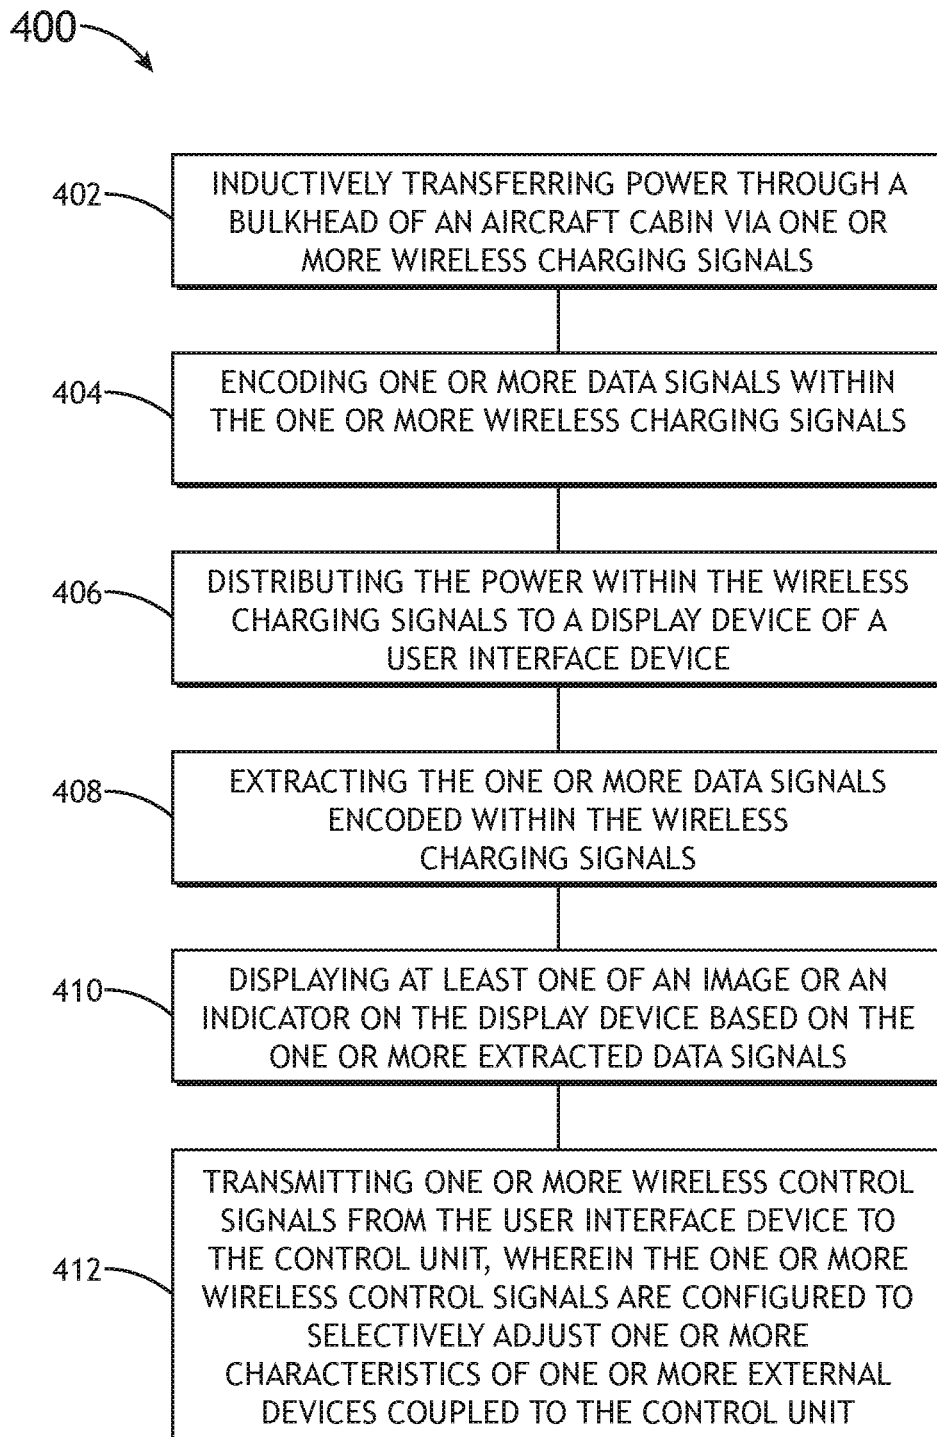 400
402
INDUCTIVELY TRANSFERRING POWER THROUGH A
BULKHEAD OF AN AIRCRAFT CABIN VIA ONE OR
MORE WIRELESS CHARGING SIGNALS
404
ENCODING ONE OR MORE DATA SIGNALS WITHIN
THE ONE OR MORE WIRELESS CHARGING SIGNALS
406
DISTRIBUTING THE POWER WITHIN THE WIRELESS
CHARGING SIGNALS TO A DISPLAY DEVICE OF A
USER INTERFACE DEVICE
408
EXTRACTING THE ONE OR MORE DATA SIGNALS
ENCODED WITHIN THE WIRELESS
CHARGING SIGNALS
410
DISPLAYING AT LEAST ONE OF AN IMAGE OR AN
INDICATOR ON THE DISPLAY DEVICE BASED ON THE
ONE OR MORE EXTRACTED DATA SIGNALS
412
TRANSMITTING ONE OR MORE WIRELESS CONTROL
SIGNALS FROM THE USER INTERFACE DEVICE TO
THE CONTROL UNIT, WHEREIN THE ONE OR MORE
WIRELESS CONTROL SIGNALS ARE CONFIGURED TO
SELECTIVELY ADJUST ONE OR MORE
CHARACTERISTICS OF ONE OR MORE EXTERNAL
DEVICES COUPLED TO THE CONTROL UNIT